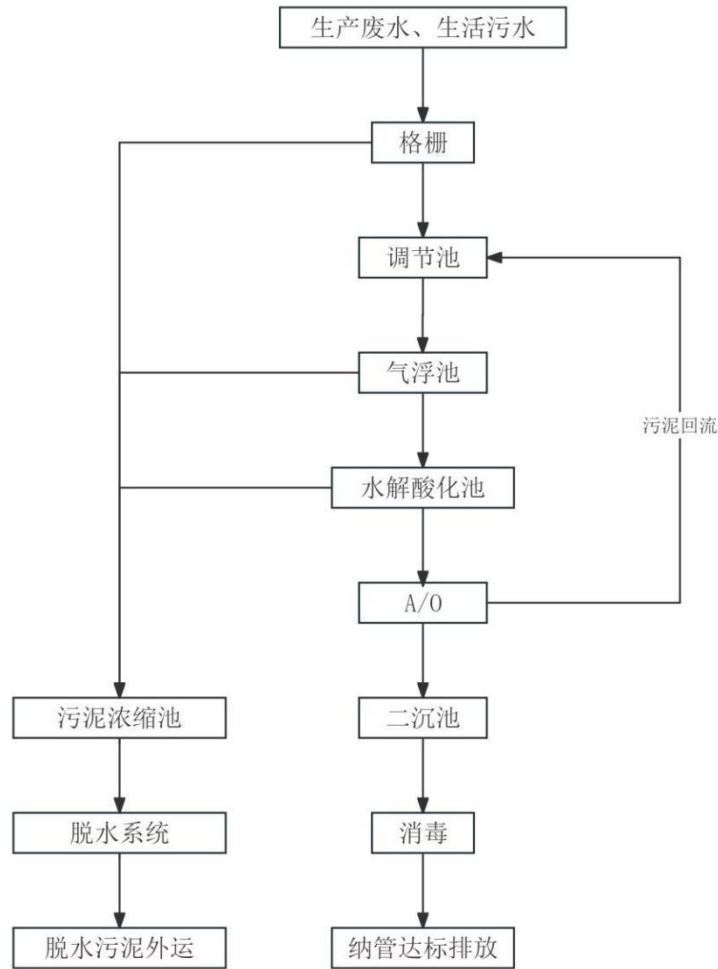 生产废水、生活污水
格栅
调节池
气浮池
污泥回流
水解酸化池
A/O
污泥浓缩池
二沉池
脱水系统
消毒
脱水污泥外运
纳管达标排放